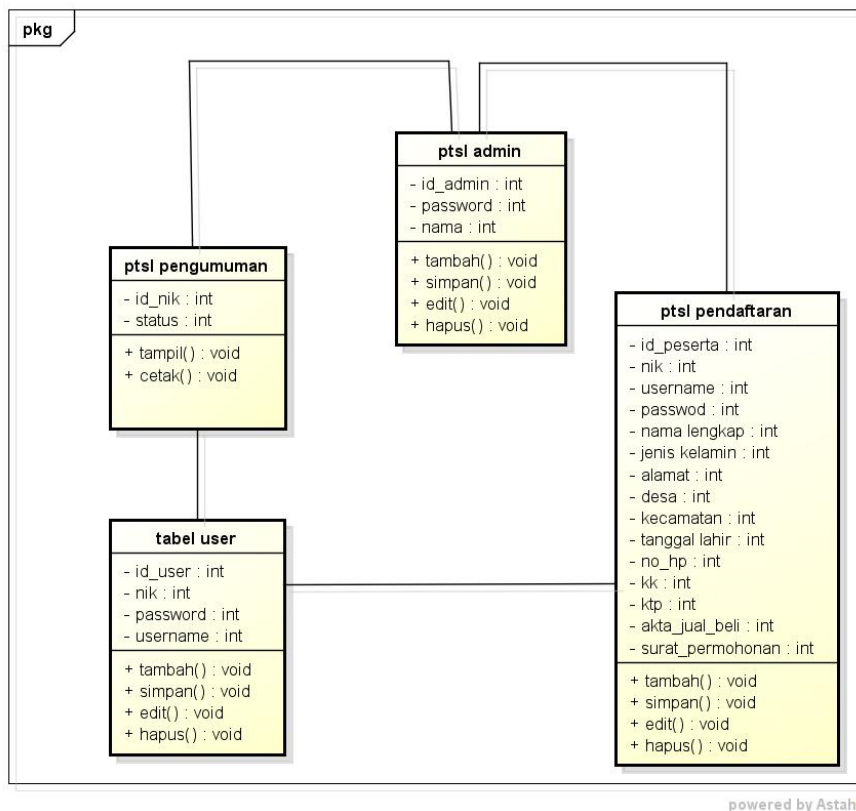 pkg
ptsl admin
- id_admin : int
- password : int
- nama : int
+ tambah() : void
+ simpan() : void
+ edit() : void
+ hapus() : void
ptsl pengumuman
- id_nik : int
- status : int
+ tampil() : void
+ cetak() : void
ptsl pendaftaran
- id_peserta : int
- nik : int
- username : int
- passwod : int
- nama lengkap : int
- jenis kelamin : int
- alamat : int
- desa : int
- kecamatan : int
- tanggal lahir : int
- no_hp : int
- kk : int
- ktp : int
- akta_jual_beli : int
- surat_permohonan : int
+ tambah() : void
+ simpan() : void
+ edit() : void
+ hapus() : void
tabel user
- id_user : int
- nik : int
- password : int
- username : int
+ tambah() : void
+ simpan() : void
+ edit() : void
+ hapus() : void
powered by Astah